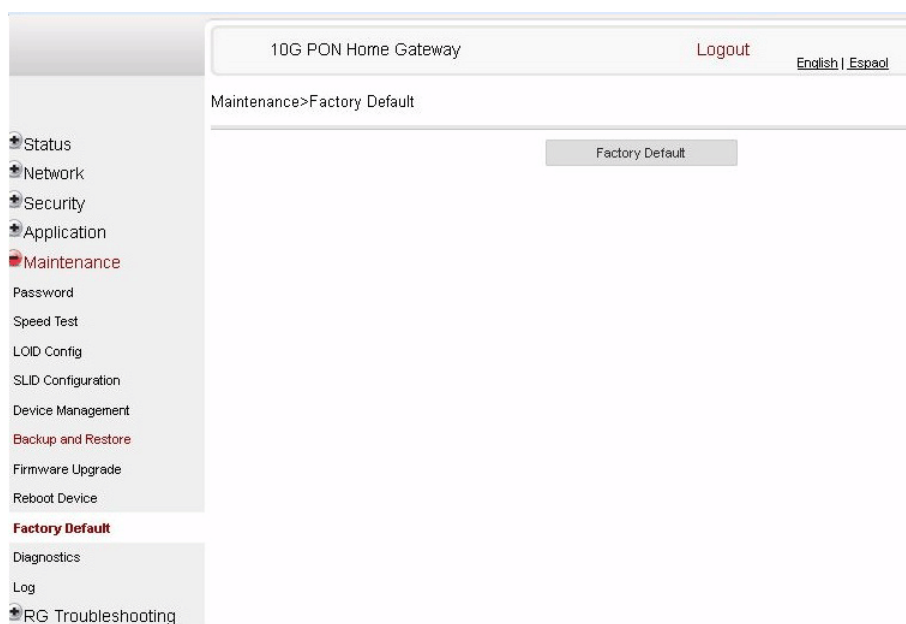 10G PON Home Gateway
Logout
English | Espaol
Maintenance>Factory Default
Factory Default
Status
Network
Security
Application
Maintenance
Password
Speed Test
LOID Config
SLID Configuration
Device Management
Backup and Restore
Firmware Upgrade
Reboot Device
Factory Default
Diagnostics
Log
RG Troubleshooting